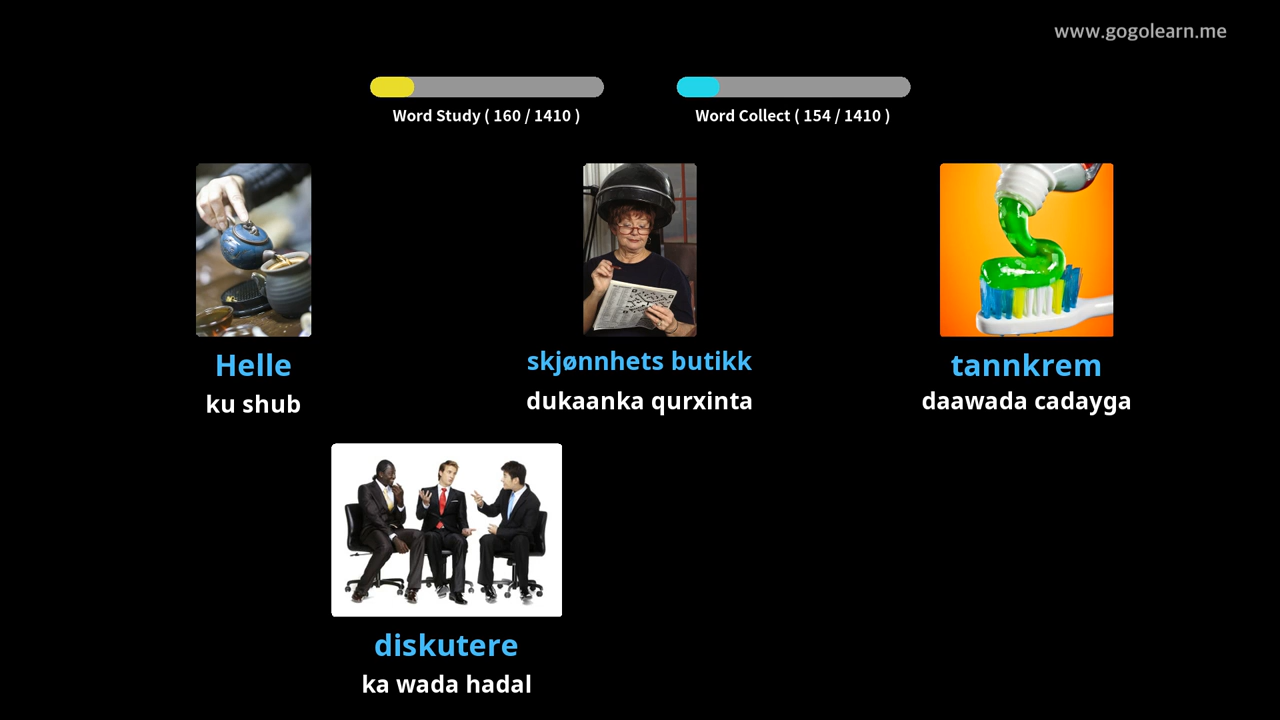 www.gogolearn.me
Word Study ( 160 / 1410 )
Word Collect ( 154 / 1410 )
Helle
ku shub
skjønnhets butikk
dukaanka qurxinta
tannkrem
daawada cadayga
diskutere
ka wada hadal